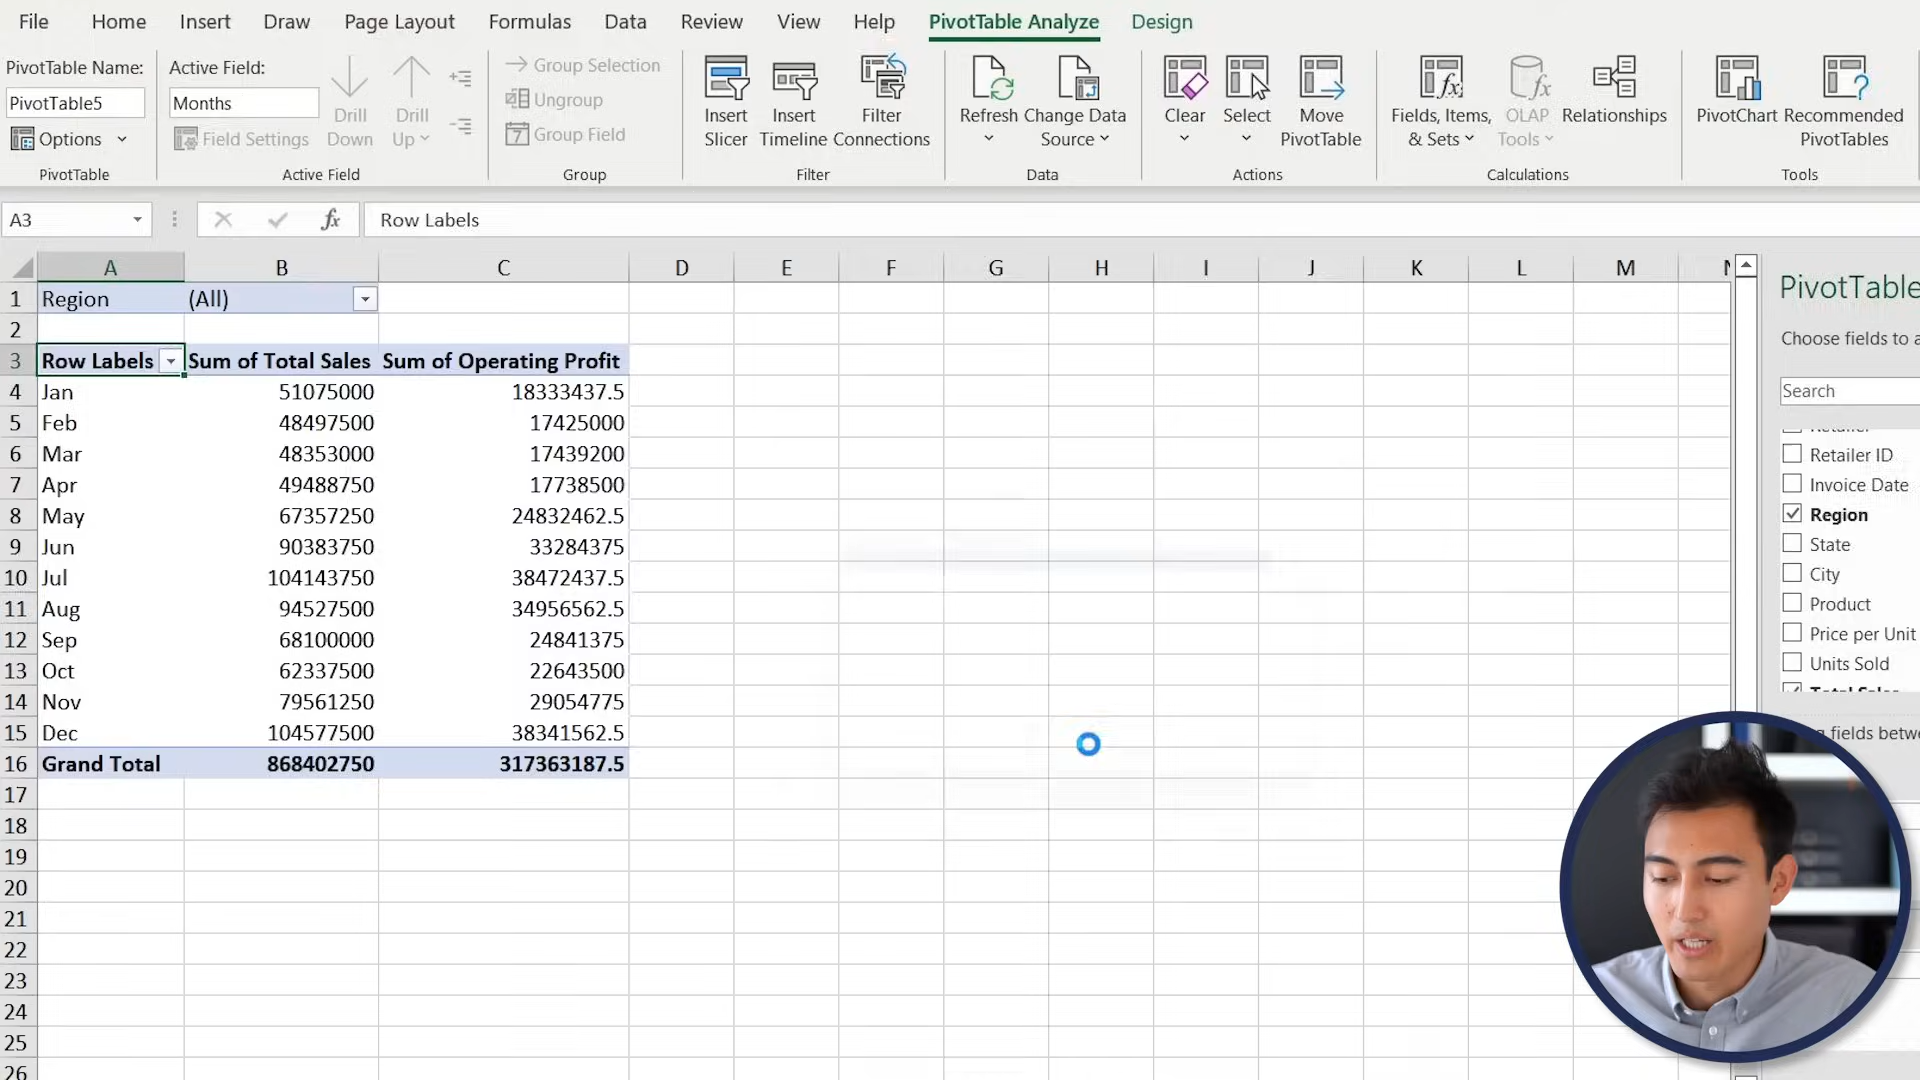 File Home Insert Draw Page Layout Formulas Data Review View Help PivotTable Analyze Design
PivotTable Name:
PivotTable5
Options
PivotTable
Active Field:
Months
Field Settings
Drill Down
Drill Up
Active Field
Group Selection
Ungroup
Group Field
Group
Insert Slicer
Insert Timeline
Filter Connections
Filter
Refresh
Change Data Source
Data
Clear
Select
Move PivotTable
Actions
Fields, Items, & Sets
OLAP Tools
Relationships
Calculations
PivotChart
Recommended PivotTables
Tools
A3 fx Row Labels
A B C D E F G H I J K L M
1 Region (All)
2
3 Row Labels Sum of Total Sales Sum of Operating Profit
4 Jan 51075000 18333437.5
5 Feb 48497500 17425000
6 Mar 48353000 17439200
7 Apr 49488750 17738500
8 May 67357250 24832462.5
9 Jun 90383750 33284375
10 Jul 104143750 38472437.5
11 Aug 94527500 34956562.5
12 Sep 68100000 24841375
13 Oct 62337500 22643500
14 Nov 79561250 29054775
15 Dec 104577500 38341562.5
16 Grand Total 868402750 317363187.5
17
18
19
20
21
22
23
24
25
26
PivotTable
Choose fields to a
Search
Retailer ID
Invoice Date
Region
State
City
Product
Price per Unit
Units Sold
Total Sales
fields betwe